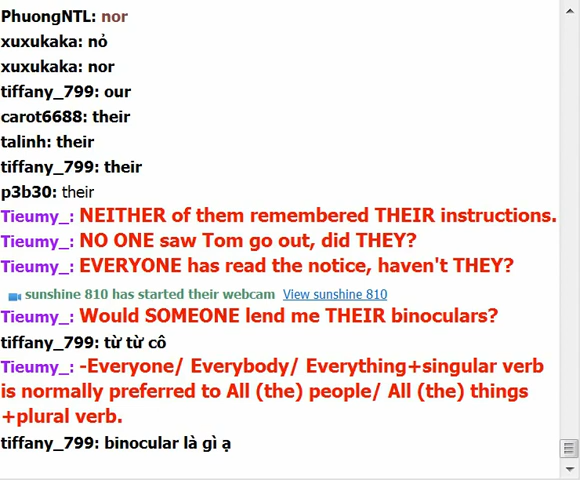 PhuongNTL: nor
xuxukaka: nỏ
xuxukaka: nor
tiffany_799: our
carot6688: their
talinh: their
tiffany_799: their
p3b30: their
Tieumy_: NEITHER of them remembered THEIR instructions.
Tieumy_: NO ONE saw Tom go out, did THEY?
Tieumy_: EVERYONE has read the notice, haven't THEY?
sunshine 810 has started their webcam View sunshine 810
Tieumy_: Would SOMEONE lend me THEIR binoculars?
tiffany_799: từ từ cô
Tieumy_: -Everyone/ Everybody/ Everything+singular verb
is normally preferred to All (the) people/ All (the) things
+plural verb.
tiffany_799: binocular là gì ạ